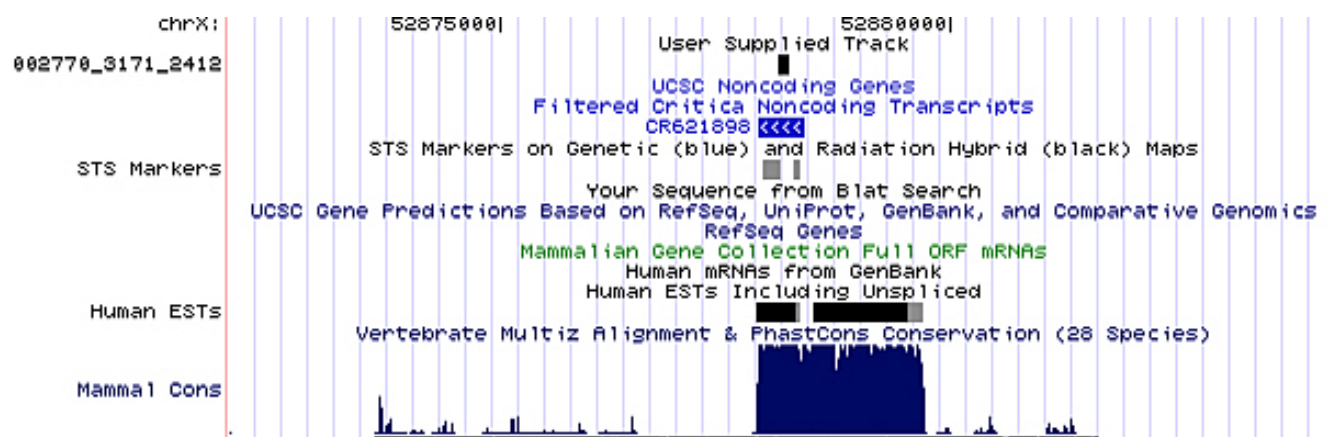 chrX: 52875000| 52880000|
User Supplied Track
002770_3171_2412
UCSC Noncoding Genes
Filtered Critica Noncoding Transcripts
CR621898
STS Markers on Genetic (blue) and Radiation Hybrid (black) Maps
STS Markers
Your Sequence from Blat Search
UCSC Gene Predictions Based on RefSeq, UniProt, GenBank, and Comparative Genomics
RefSeq Genes
Mammalian Gene Collection Full ORF mRNAs
Human mRNAs from GenBank
Human ESTs Including Unspliced
Human ESTs
Vertebrate Multiz Alignment & PhastCons Conservation (28 Species)
Mammal Cons